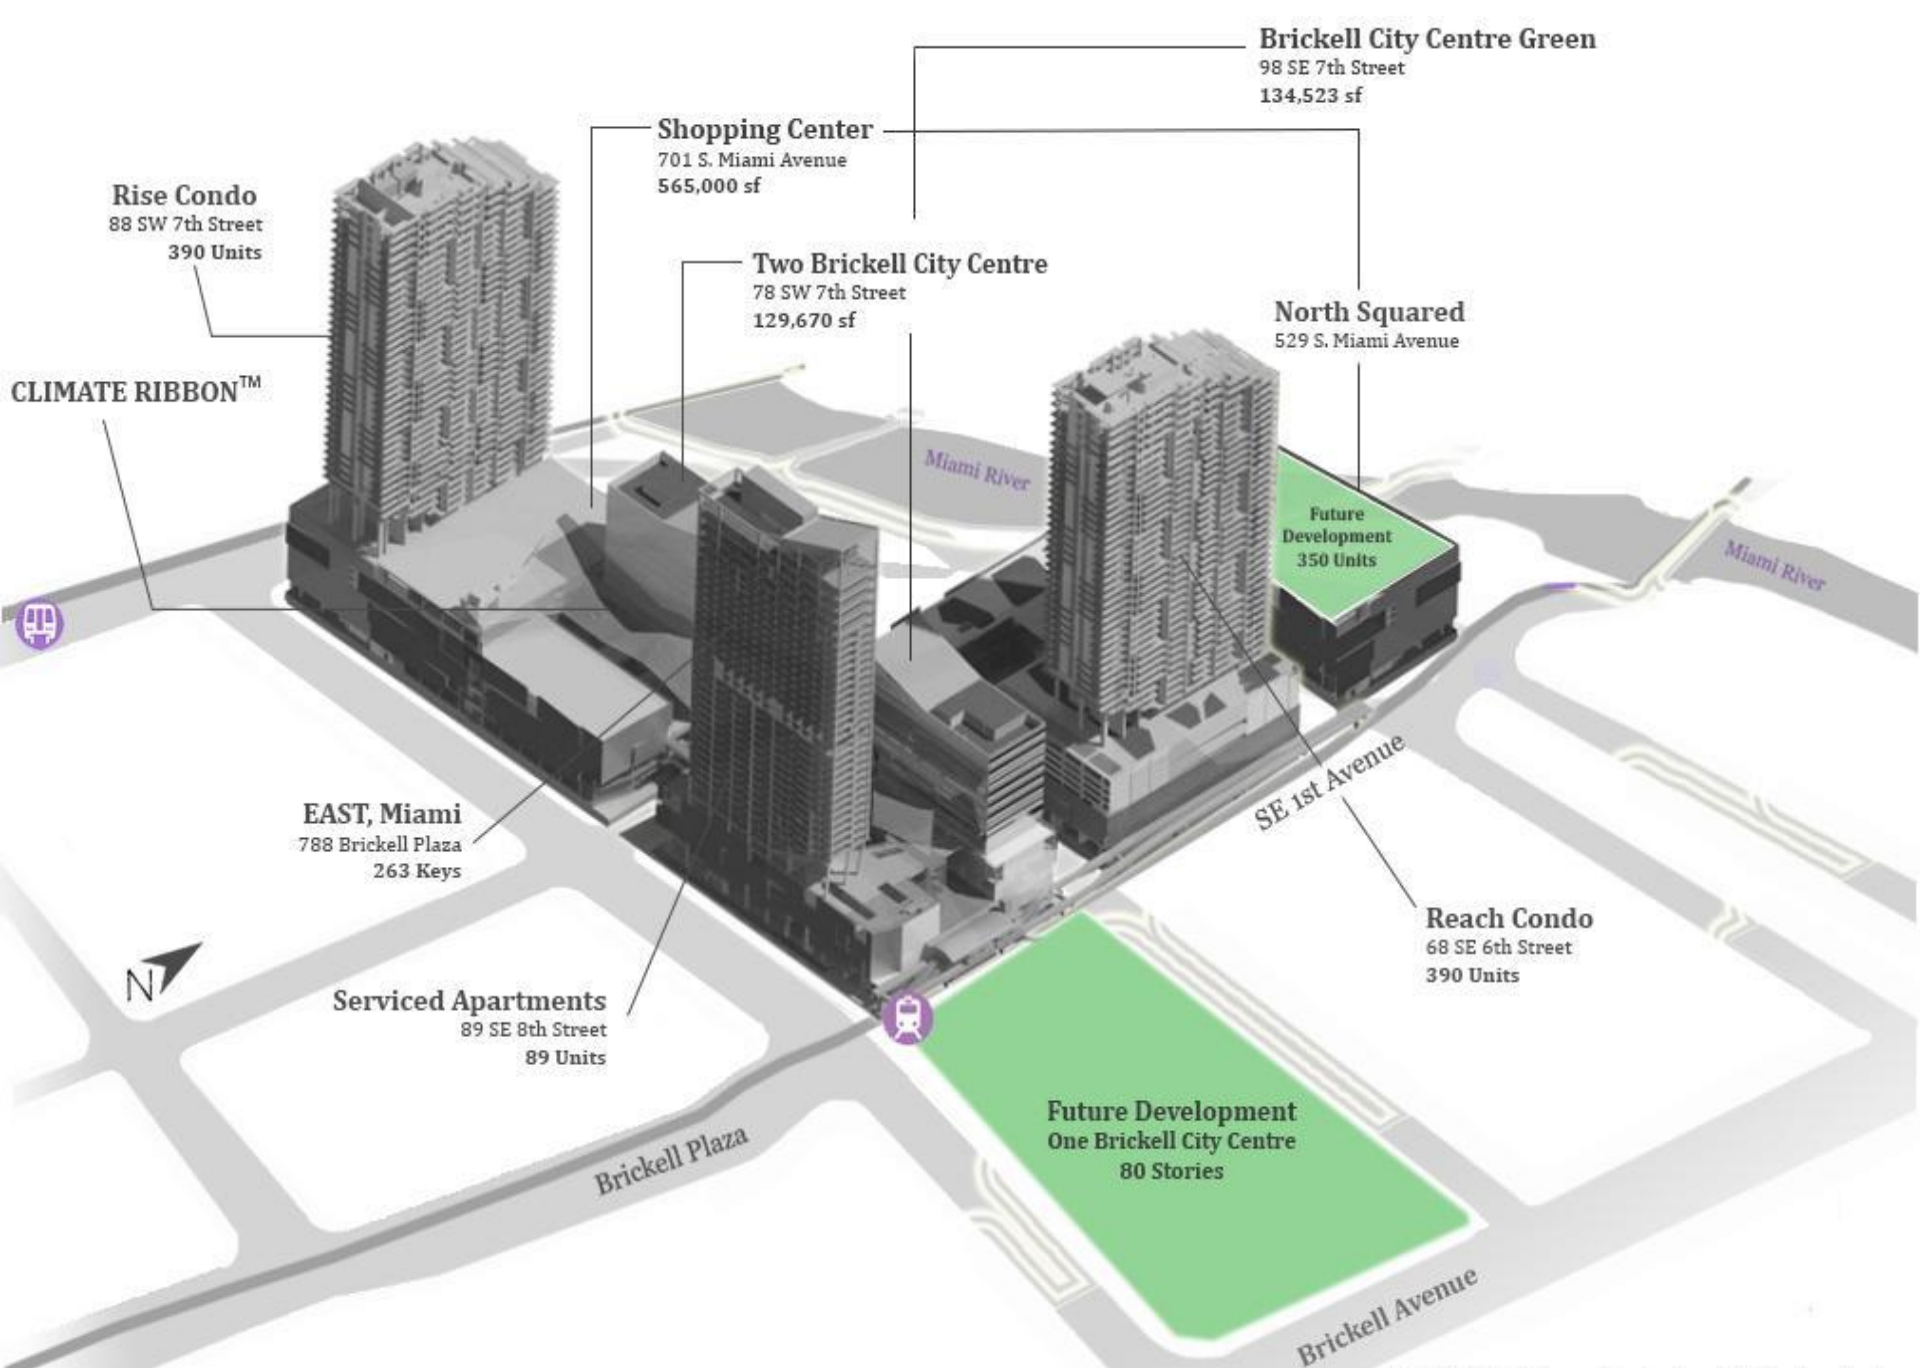 Brickell City Centre Green
98 SE 7th Street
134,523 sf
Shopping Center
701 S. Miami Avenue
565,000 sf
Rise Condo
88 SW 7th Street
390 Units
Two Brickell City Centre
78 SW 7th Street
129,670 sf
North Squared
529 S. Miami Avenue
CLIMATE RIBBON™
Miami River
Future
Development
350 Units
Miami River
SE 1st Avenue
EAST, Miami
788 Brickell Plaza
263 Keys
Reach Condo
68 SE 6th Street
390 Units
N
Serviced Apartments
89 SE 8th Street
89 Units
Future Development
One Brickell City Centre
80 Stories
Brickell Plaza
Brickell Avenue